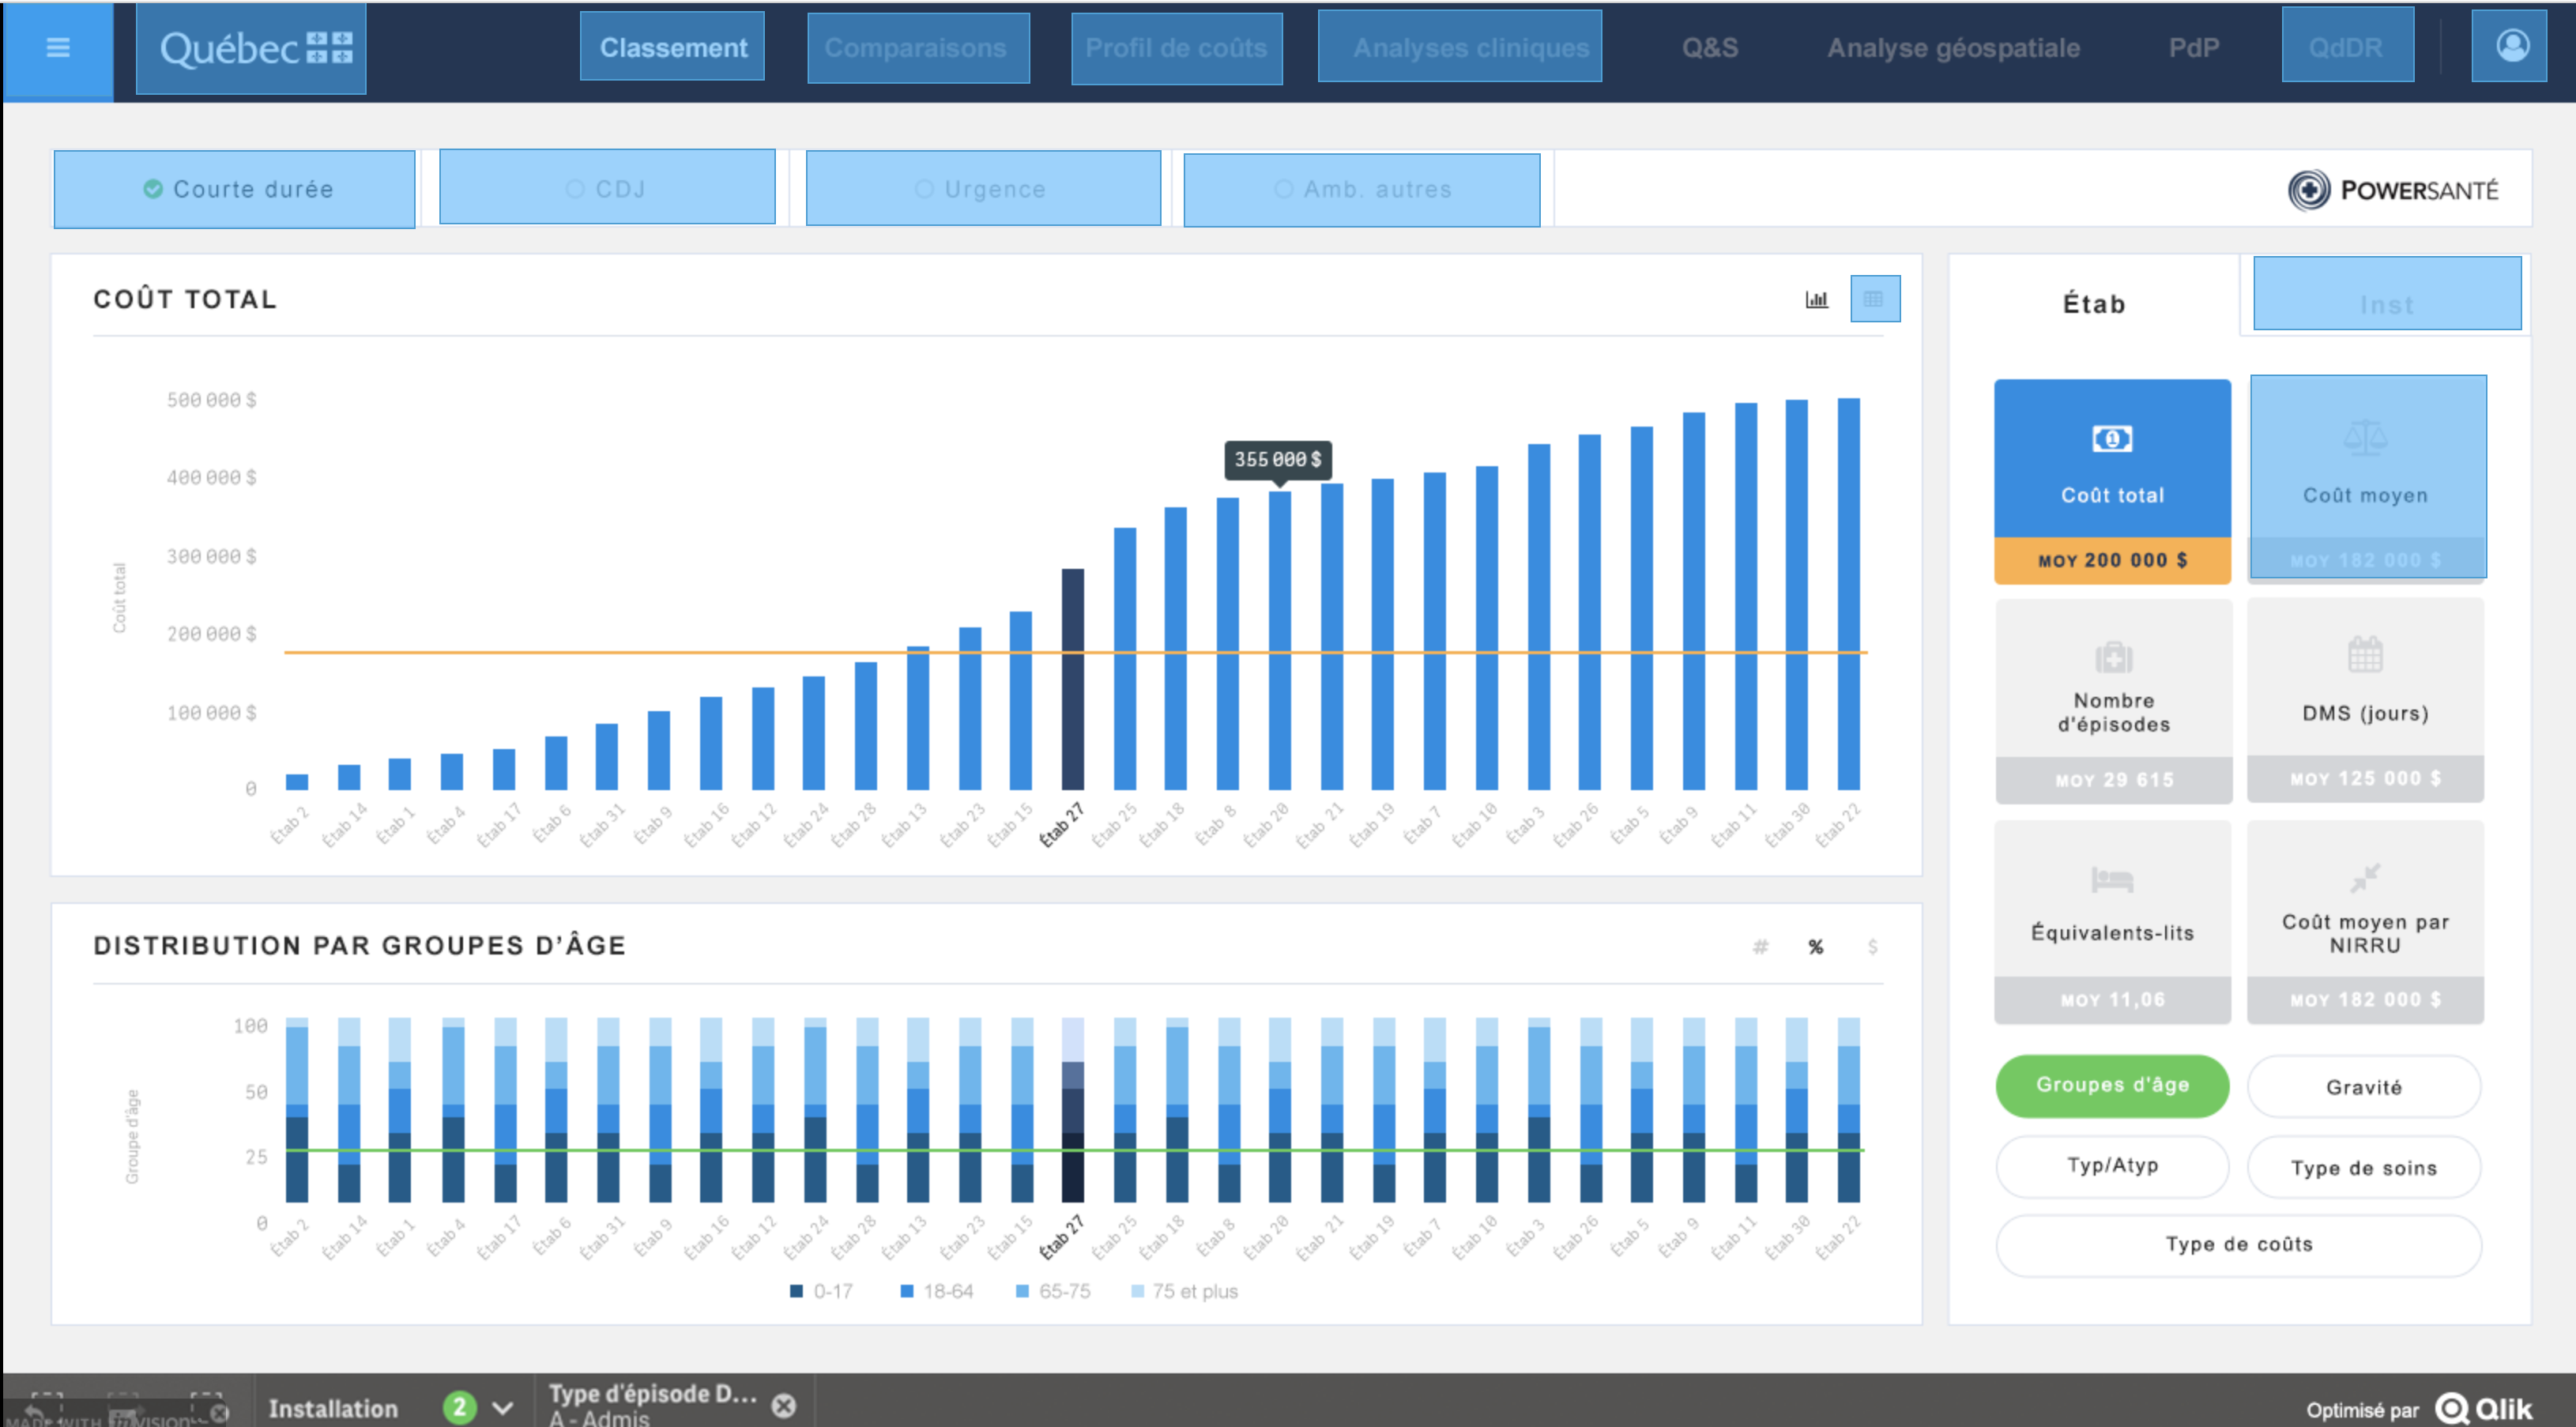 Québec
Classement
Comparaisons
Profil de coûts
Analyses cliniques
Q&S
Analyse géospatiale
PdP
QdDR
Courte durée
CDJ
Urgence
Amb. autres
POWERSANTÉ
COÛT TOTAL
500 000 $
400 000 $
300 000 $
200 000 $
100 000 $
0
Coût total
355 000 $
Étab 2
Étab 14
Étab 1
Étab 4
Étab 17
Étab 6
Étab 31
Étab 9
Étab 16
Étab 12
Étab 24
Étab 28
Étab 13
Étab 23
Étab 15
Étab 27
Étab 25
Étab 18
Étab 8
Étab 20
Étab 21
Étab 19
Étab 7
Étab 10
Étab 3
Étab 26
Étab 5
Étab 9
Étab 11
Étab 30
Étab 22
DISTRIBUTION PAR GROUPES D’ÂGE
# % $
100
50
25
0
Groupe d'âge
Étab 2
Étab 14
Étab 1
Étab 4
Étab 17
Étab 6
Étab 31
Étab 9
Étab 16
Étab 12
Étab 24
Étab 28
Étab 13
Étab 23
Étab 15
Étab 27
Étab 25
Étab 18
Étab 8
Étab 20
Étab 21
Étab 19
Étab 7
Étab 10
Étab 3
Étab 26
Étab 5
Étab 9
Étab 11
Étab 30
Étab 22
0-17
18-64
65-75
75 et plus
Étab
Inst
Coût total
MOY 200 000 $
Coût moyen
MOY 182 000 $
Nombre
d'épisodes
MOY 29 615
DMS (jours)
MOY 125 000 $
Équivalents-lits
MOY 11,06
Coût moyen par
NIRRU
MOY 182 000 $
Groupes d'âge
Gravité
Typ/Atyp
Type de soins
Type de coûts
MADE WITH INVISION
Installation
2
Type d'épisode D...
A - Admis
Optimisé par Qlik